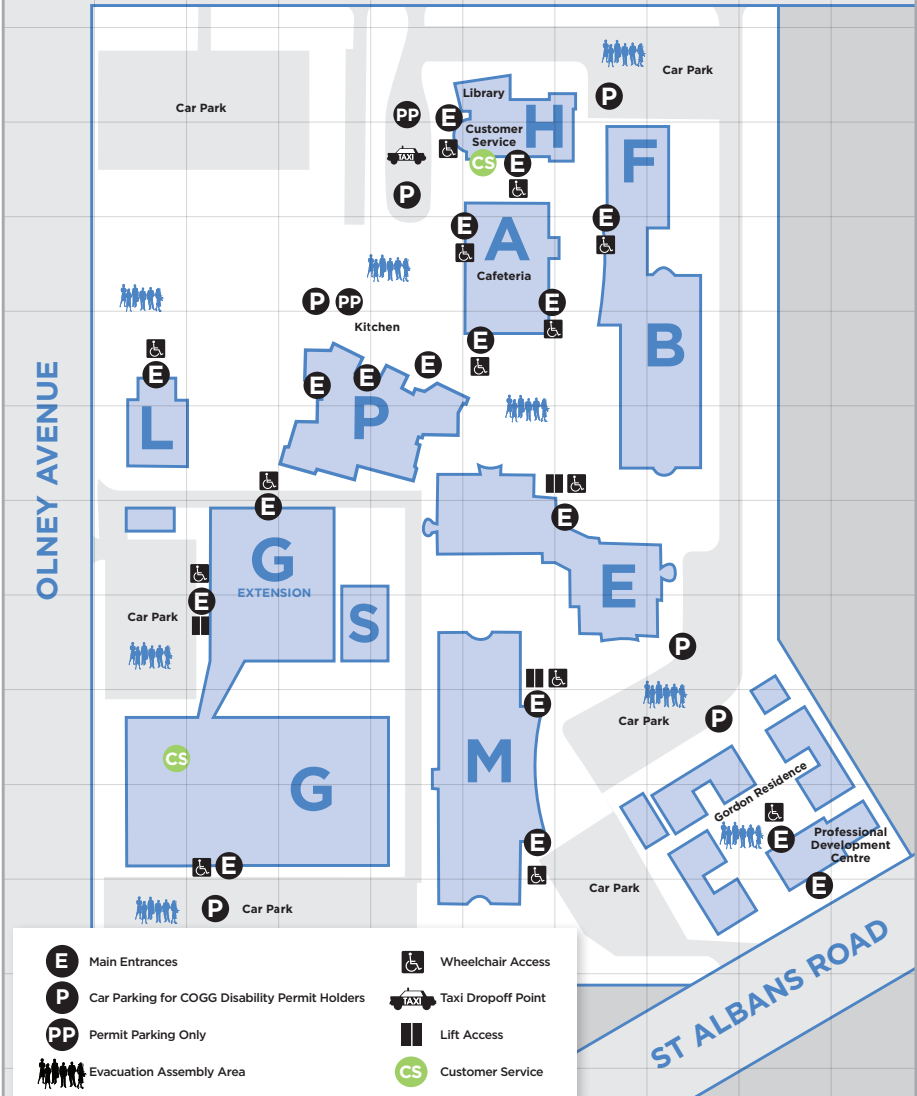 Car Park
P
Car Park
PP
E
Library
H
Customer
Service
CS
E
TAXI
P
F
E
A
E
Cafeteria
P
PP
E
Kitchen
E
B
E
E
E
E
P
L
OLNEY AVENUE
E
E
G
EXTENSION
E
S
E
Car Park
P
Car Park
P
E
CS
G
M
Gordon Residence
E
Professional
Development
Centre
E
E
E
Car Park
P
Car Park
ST ALBANS ROAD
E Main Entrances
P Car Parking for COGG Disability Permit Holders
PP Permit Parking Only
Evacuation Assembly Area
Wheelchair Access
TAXI Taxi Dropoff Point
Lift Access
CS Customer Service